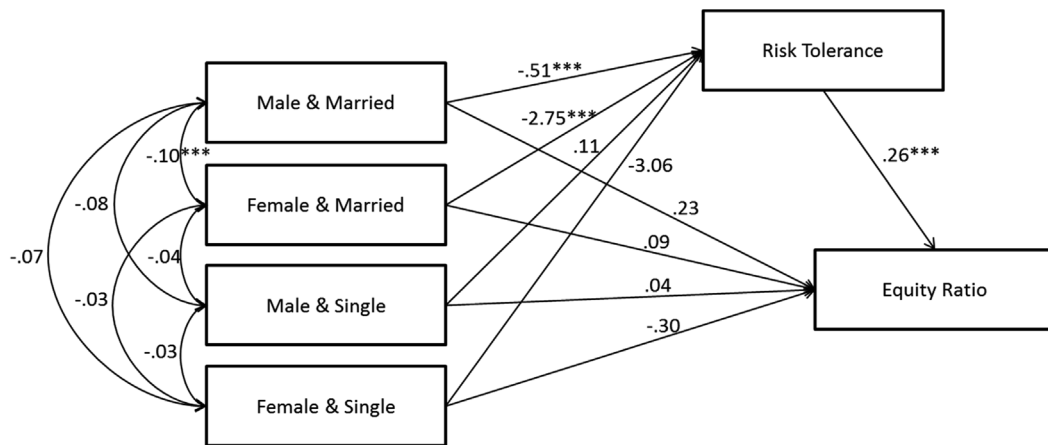 Risk Tolerance
-.51***
Male & Married
-2.75***
-.10***
.11
-3.06
.26***
-.08
Female & Married
.23
.09
-.07
-.04
-.03
Male & Single
.04
Equity Ratio
-.30
-.03
Female & Single